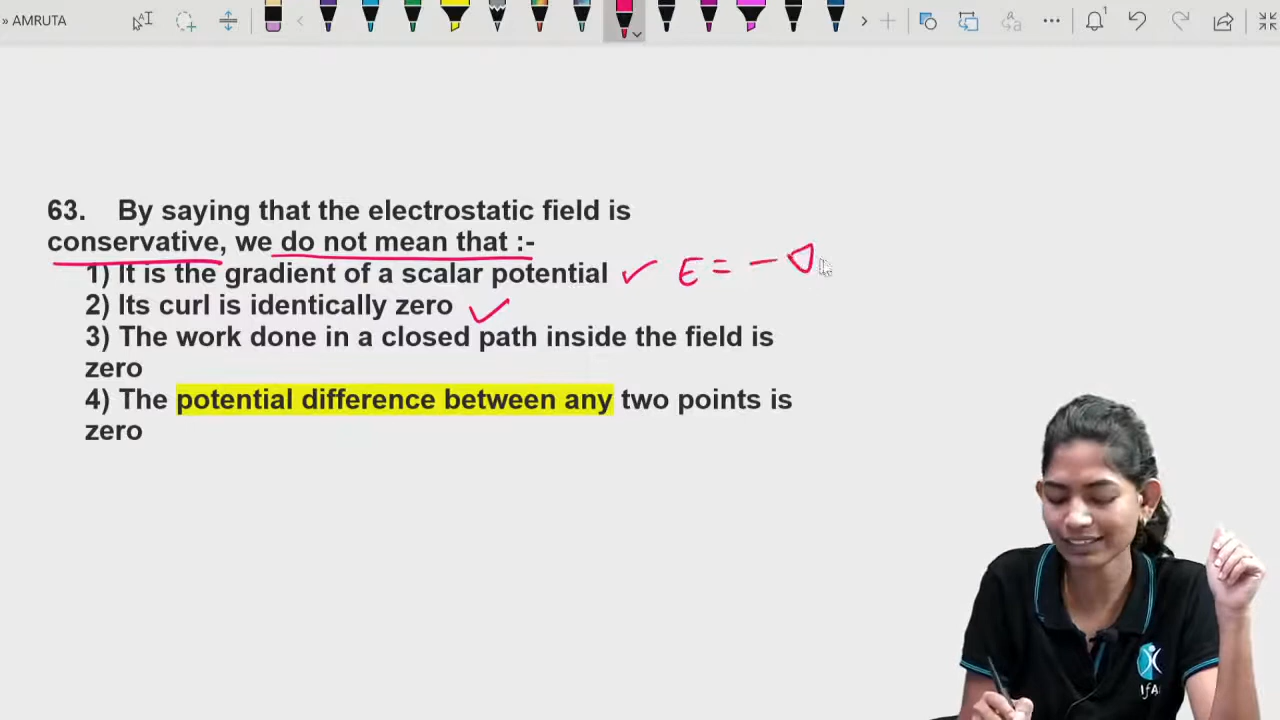 » AMRUTA
63. By saying that the electrostatic field is
conservative, we do not mean that :-
1) It is the gradient of a scalar potential ✓ E = - ∇
2) Its curl is identically zero ✓
3) The work done in a closed path inside the field is
zero
4) The potential difference between any two points is
zero